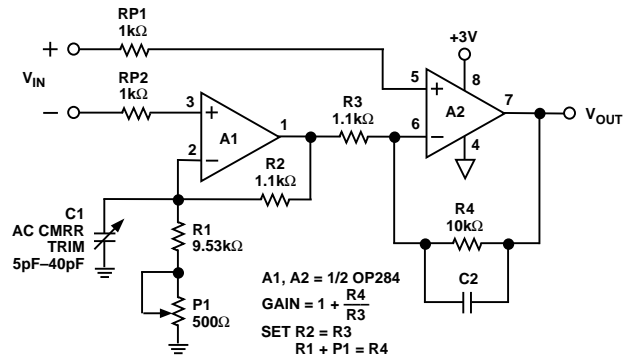 RP1
1kΩ
+
VIN
RP2
1kΩ
−
3
+
A1
2
−
1
R2
1.1kΩ
R3
1.1kΩ
+3V
5
+
8
A2
6
−
4
7
VOUT
R4
10kΩ
C2
C1
AC CMRR
TRIM
5pF–40pF
R1
9.53kΩ
P1
500Ω
A1, A2 = 1/2 OP284
GAIN = 1 + R4
R3
SET R2 = R3
R1 + P1 = R4